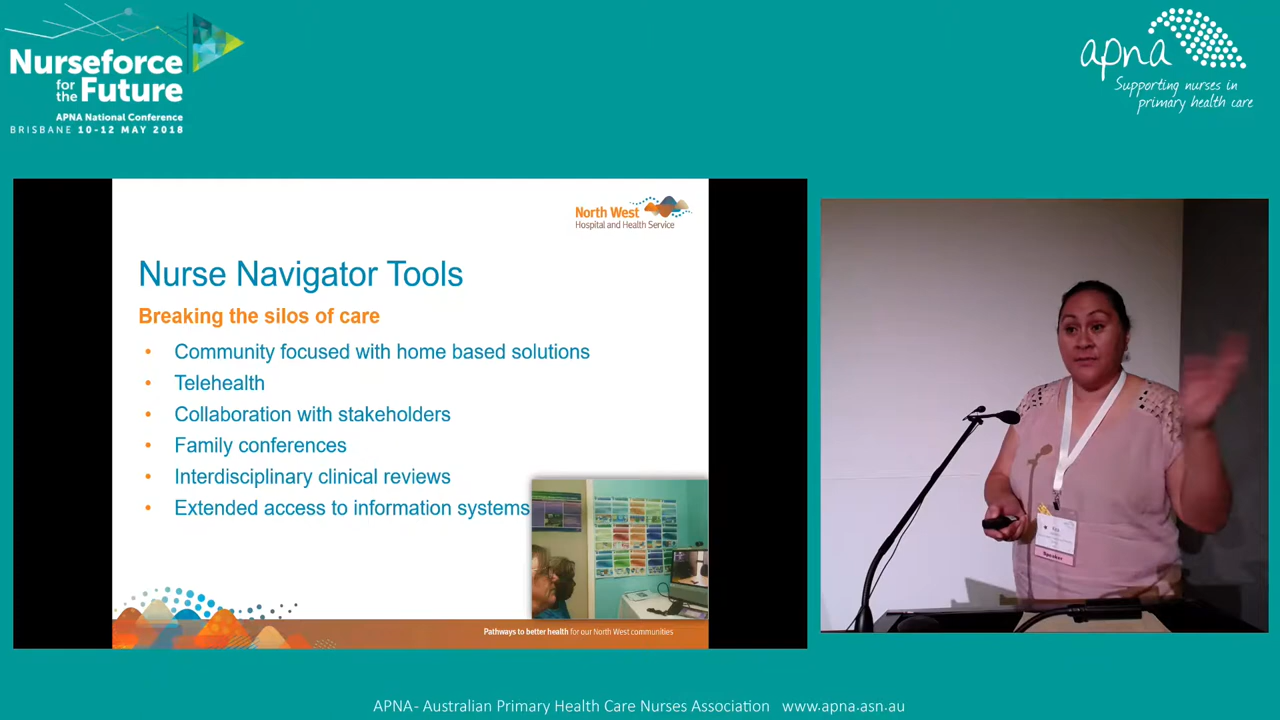 Nurseforce
for the Future
APNA National Conference
BRISBANE 10-12 MAY 2018
apna
Supporting nurses in
primary health care
North West
Hospital and Health Service
Nurse Navigator Tools
Breaking the silos of care
• Community focused with home based solutions
• Telehealth
• Collaboration with stakeholders
• Family conferences
• Interdisciplinary clinical reviews
• Extended access to information systems
Pathways to better health for our North West communities
Speaker
APNA- Australian Primary Health Care Nurses Association www.apna.asn.au